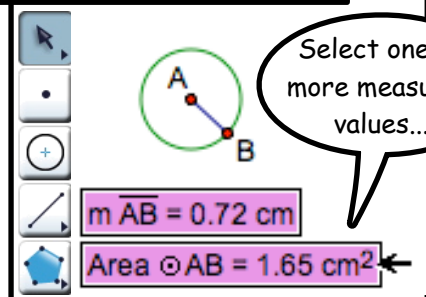 A
B
Select one
more measu
values...
m AB = 0.72 cm
Area ⊙AB = 1.65 cm²